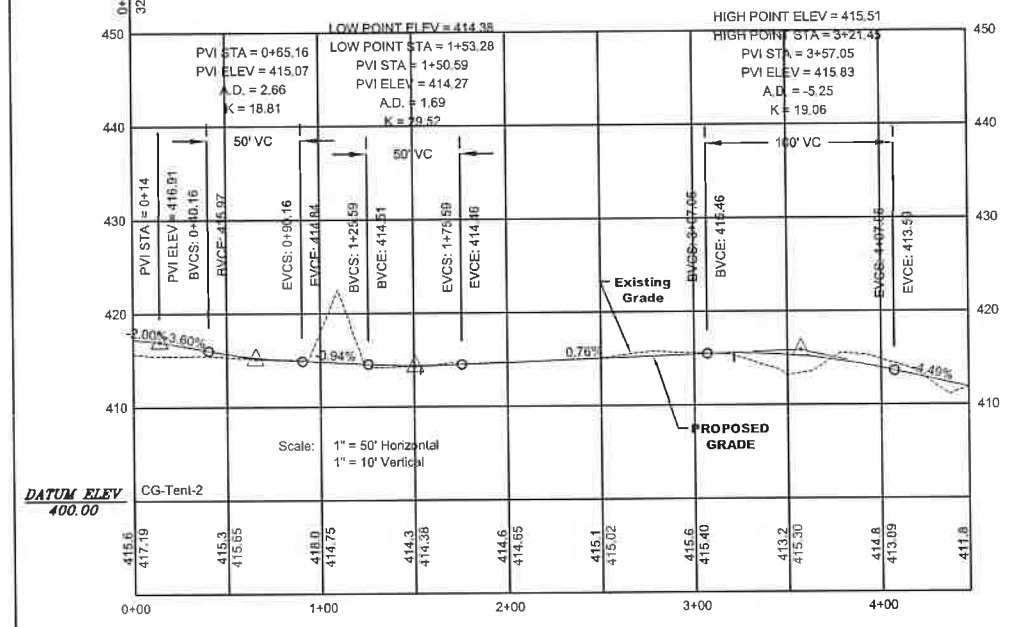 0+
32
450
LOW POINT ELEV = 414.38
LOW POINT STA = 1+53.28
PVI STA = 1+50.59
PVI ELEV = 414.27
A.D. = 1.69
K = 29.52
HIGH POINT ELEV = 415.51
HIGH POINT STA = 3+21.45
PVI STA = 3+57.05
PVI ELEV = 415.83
A.D. = -5.25
K = 19.06
450
PVI STA = 0+65.16
PVI ELEV = 415.07
A.D. = 2.66
K = 18.81
440
440
50' VC
50' VC
100' VC
PVI STA = 0+14
PVI ELEV = 416.91
BVCS: 0+40.16
BVCE: 415.97
EVCS: 0+90.16
EVCE: 414.84
BVCS: 1+25.59
BVCE: 414.51
EVCS: 1+75.59
EVCE: 414.46
BVCS: 3+07.05
BVCE: 415.46
EVCS: 4+07.05
EVCE: 413.59
430
430
Existing
Grade
420
420
-2.00%
-3.60%
-0.94%
0.76%
-4.49%
410
410
PROPOSED
GRADE
Scale: 1" = 50' Horizontal
1" = 10' Vertical
DATUM ELEV
400.00
CG-Tent-2
415.6
417.19
415.3
415.65
418.0
414.75
414.3
414.38
414.6
414.65
415.1
415.02
415.6
415.40
413.2
415.30
414.8
413.89
411.8
0+00
1+00
2+00
3+00
4+00